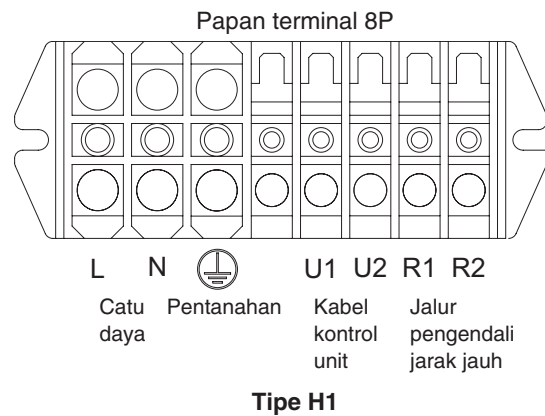 Papan terminal 8P
L N U1 U2 R1 R2
Catu daya
Pentanahan
Kabel kontrol unit
Jalur pengendali jarak jauh
Tipe H1